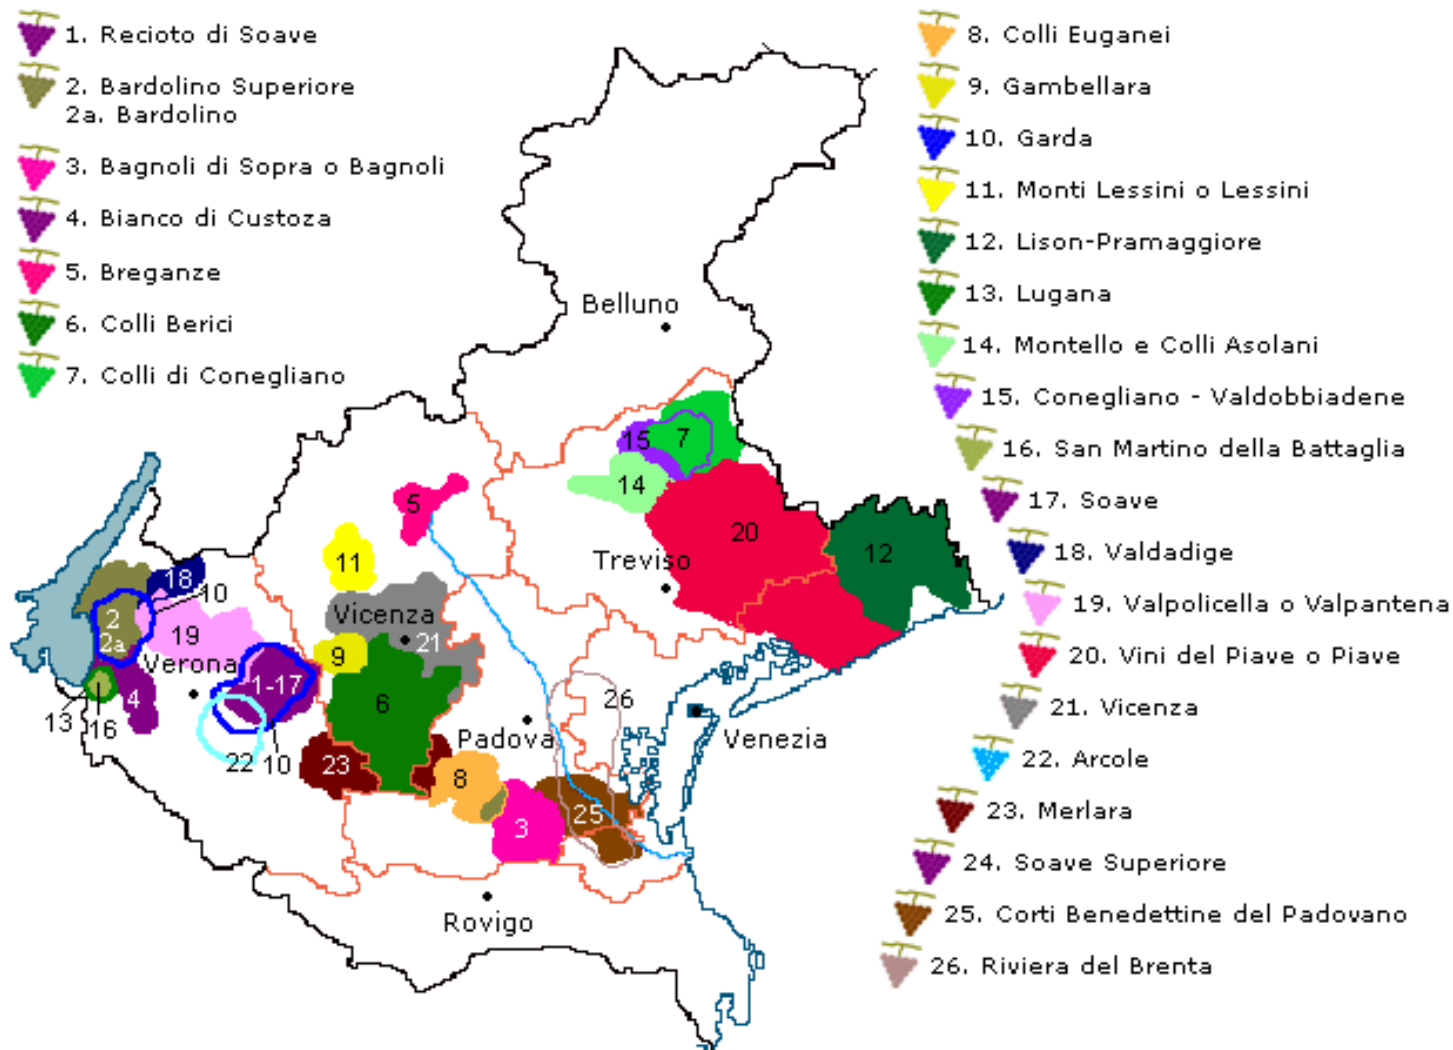 1. Recioto di Soave
2. Bardolino Superiore
2a. Bardolino
3. Bagnoli di Sopra o Bagnoli
4. Bianco di Custoza
5. Breganze
6. Colli Berici
7. Colli di Conegliano
8. Colli Euganei
9. Gambellara
10. Garda
11. Monti Lessini o Lessini
12. Lison-Pramaggiore
13. Lugana
14. Montello e Colli Asolani
15. Conegliano - Valdobbiadene
16. San Martino della Battaglia
17. Soave
18. Valdadige
19. Valpolicella o Valpantena
20. Vini del Piave o Piave
21. Vicenza
22. Arcole
23. Merlara
24. Soave Superiore
25. Corti Benedettine del Padovano
26. Riviera del Brenta
Belluno
15
7
14
5
20
Treviso
12
11
18
10
2
2a
19
Vicenza
21
9
Verona
1-17
4
13
16
6
26
22
10
Padova
Venezia
23
8
3
25
Rovigo